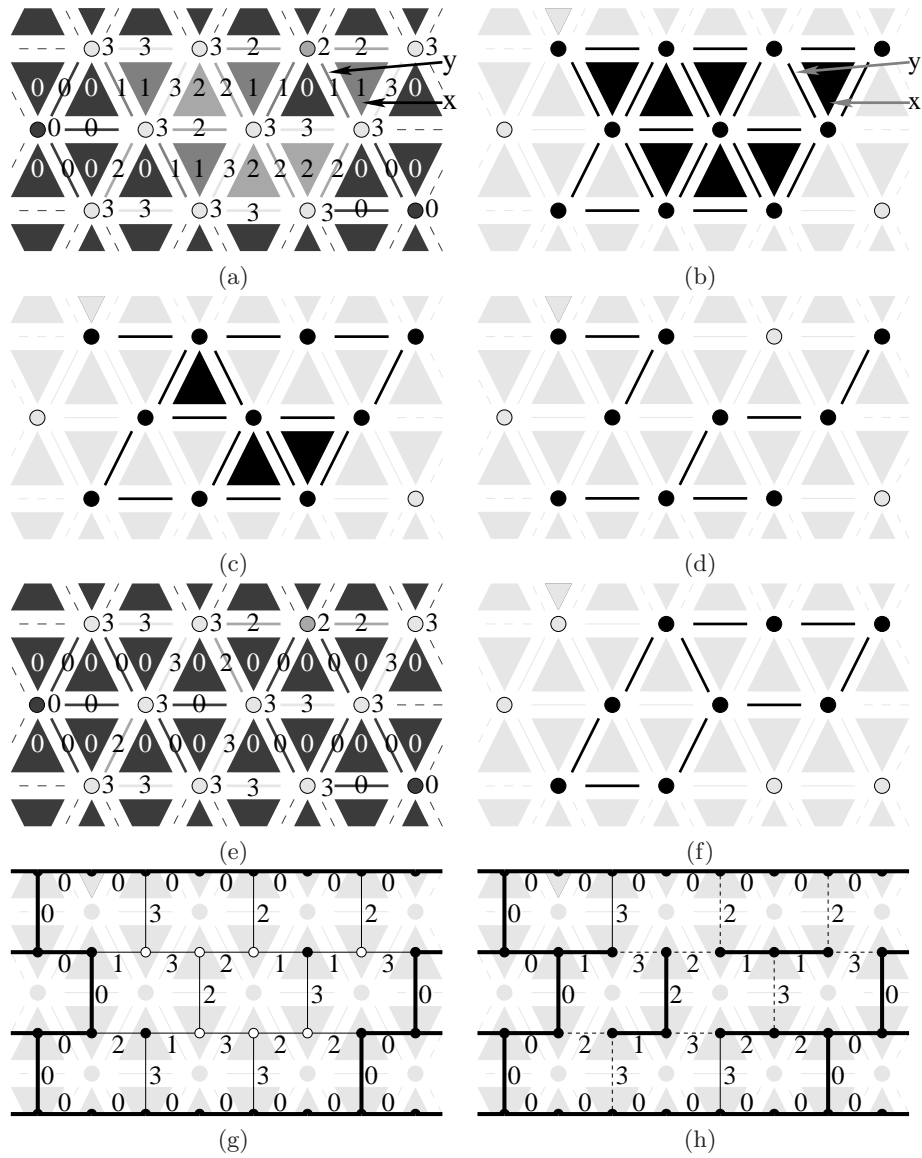 3 3 3 2 2 2 3
y
y
0 0 0 1 1 3 2 2 1 1 0 1 1 3 0
x
x
0 0 3 2 3 3 3
0 0 0 2 0 1 1 3 2 2 2 2 0 0 0
3 3 3 3 3 0 0
(a)
(b)
(c)
(d)
3 3 3 2 2 2 3
0 0 0 0 0 3 0 2 0 0 0 0 0 3 0
0 0 3 0 3 3 3
0 0 0 2 0 0 0 3 0 0 0 0 0 0 0
3 3 3 3 3 0 0
(e)
(f)
0 0 0 0 0 0 0
0 0 0 0 0 0 0
0 3 2 2
0 3 2 2
0 1 3 2 1 1 3
0 1 3 2 1 1 3
0 2 3 0
0 2 3 0
0 2 1 3 2 2 0
0 2 1 3 2 2 0
3 3 0
3 3 0
0 0 0 0 0 0 0
0 0 0 0 0 0 0
(g)
(h)